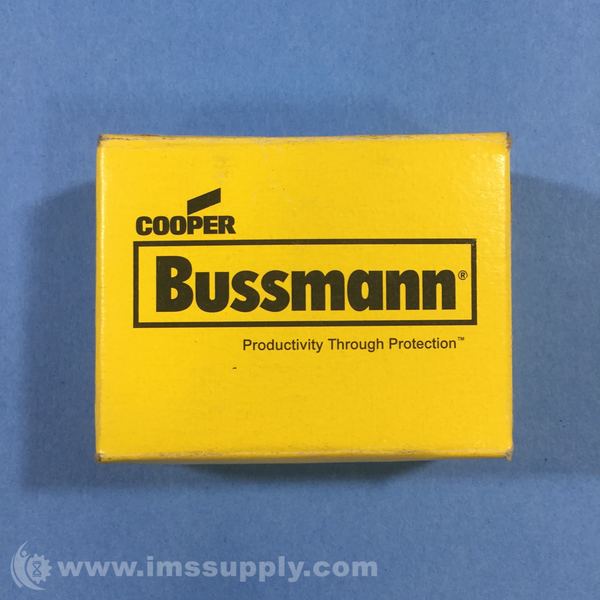 COOPER
Bussmann®
Productivity Through Protection™
www.imssupply.com